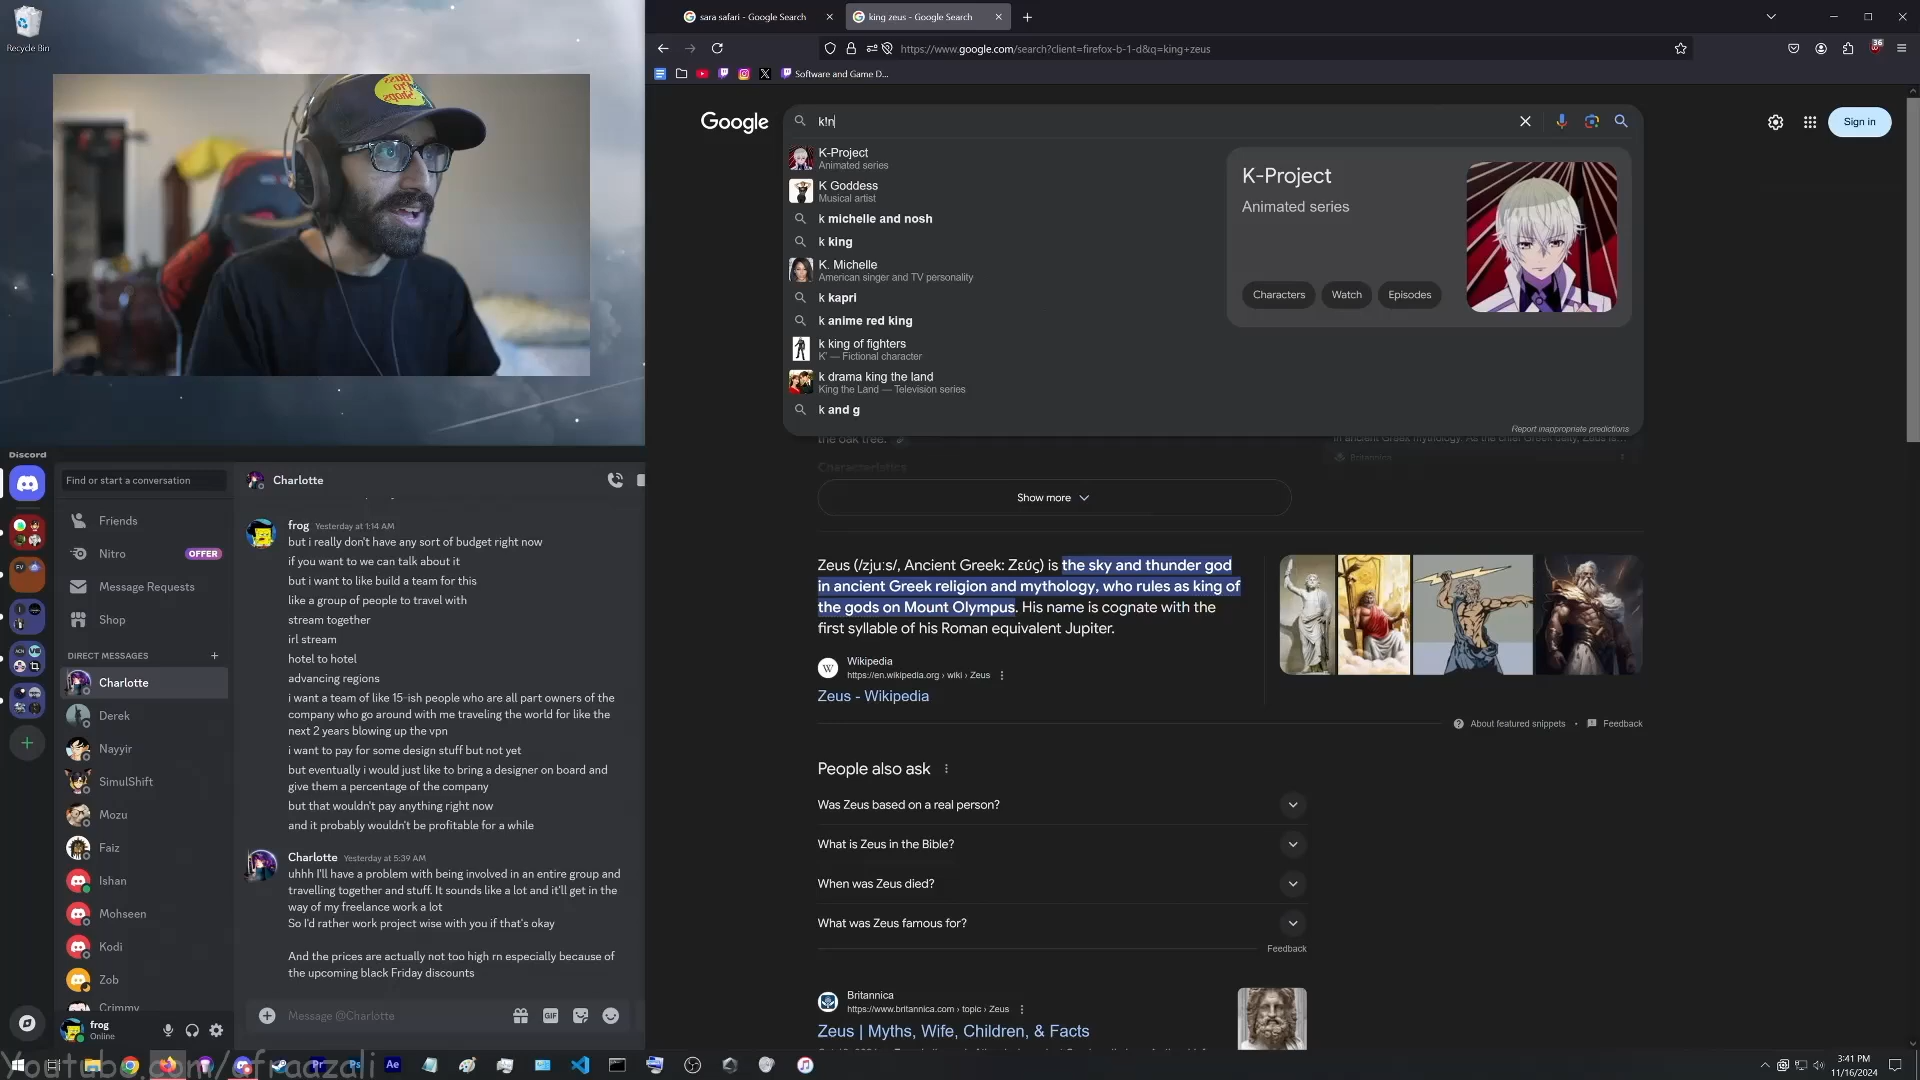 Recycle Bin
sara safari - Google Search
king zeus - Google Search
https://www.google.com/search?client=firefox-b-1-d&q=king+zeus
36
Software and Game D...
Google
k!n
Sign in
K-Project
Animated series
K Goddess
Musical artist
k michelle and nosh
k king
K. Michelle
American singer and TV personality
k kapri
k anime red king
k king of fighters
K' — Fictional character
k drama king the land
King the Land — Television series
k and g
K-Project
Animated series
Characters
Watch
Episodes
Report inappropriate predictions
the oak tree.
Characteristics
Britannica
Show more
Zeus (/zjuːs/, Ancient Greek: Ζεύς) is the sky and thunder god
in ancient Greek religion and mythology, who rules as king of
the gods on Mount Olympus. His name is cognate with the
first syllable of his Roman equivalent Jupiter.
W
Wikipedia
https://en.wikipedia.org › wiki › Zeus
Zeus - Wikipedia
About featured snippets • Feedback
People also ask
Was Zeus based on a real person?
What is Zeus in the Bible?
When was Zeus died?
What was Zeus famous for?
Feedback
Britannica
https://www.britannica.com › topic › Zeus
Zeus | Myths, Wife, Children, & Facts
Discord
Find or start a conversation
Friends
Nitro
OFFER
Message Requests
Shop
DIRECT MESSAGES
Charlotte
Derek
Nayyir
SimulShift
Mozu
Faiz
Ishan
Mohseen
Kodi
Zob
Crimmy
FV
frog
Online
Charlotte
frog Yesterday at 1:14 AM
but i really don't have any sort of budget right now
if you want to we can talk about it
but i want to like build a team for this
like a group of people to travel with
stream together
irl stream
hotel to hotel
advancing regions
i want a team of like 15-ish people who are all part owners of the
company who go around with me traveling the world for like the
next 2 years blowing up the vpn
i want to pay for some design stuff but not yet
but eventually i would just like to bring a designer on board and
give them a percentage of the company
but that wouldn't pay anything right now
and it probably wouldn't be profitable for a while
Charlotte Yesterday at 5:39 AM
uhhh I'll have a problem with being involved in an entire group and
travelling together and stuff. It sounds like a lot and it'll get in the
way of my freelance work a lot
So I'd rather work project wise with you if that's okay
And the prices are actually not too high rn especially because of
the upcoming black Friday discounts
Message @Charlotte
GIF
Youtube.com/afraazali
Pr
Ps
Ae
3:41 PM
11/16/2024